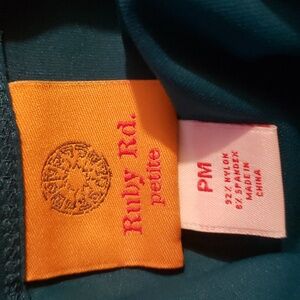 Ruby Rd.
petite
PM
92% NYLON
8% SPANDEX
MADE IN
CHINA